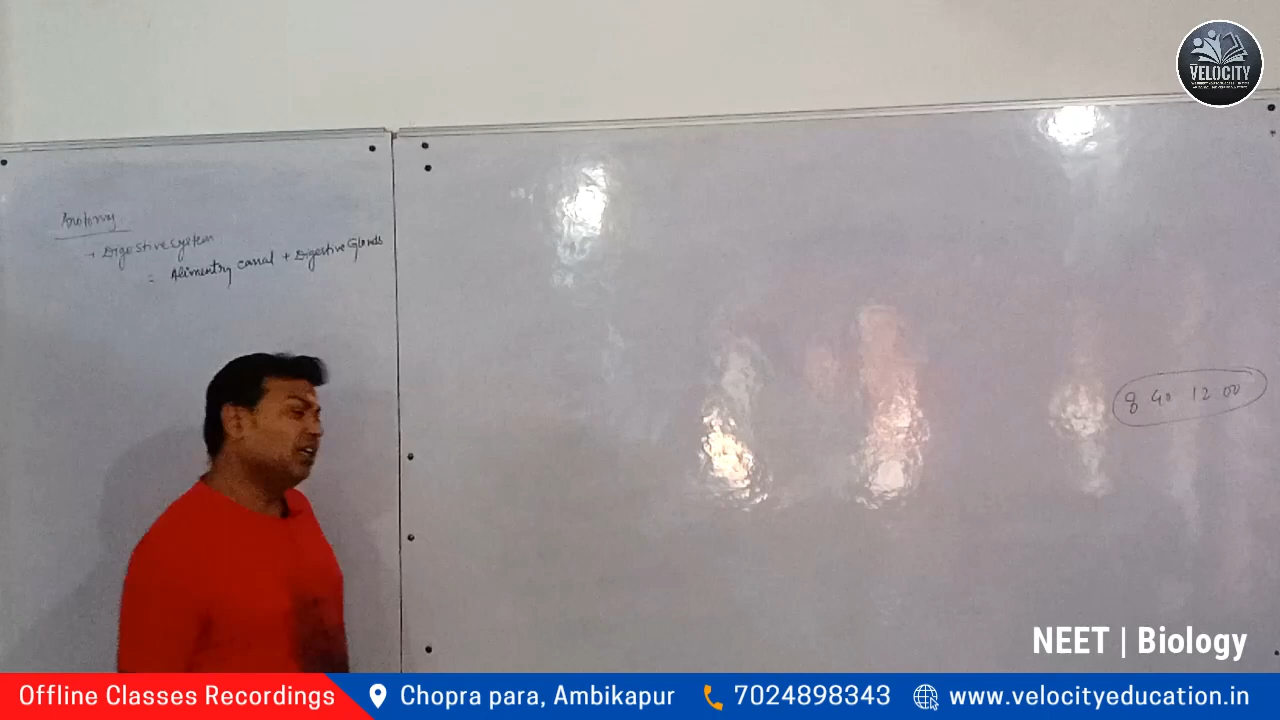 VELOCITY
Anatomy
→ Digestive system
= Alimentry canal + Digestive Glands
8 40 12 00
NEET | Biology
Offline Classes Recordings
Chopra para, Ambikapur
7024898343
www.velocityeducation.in